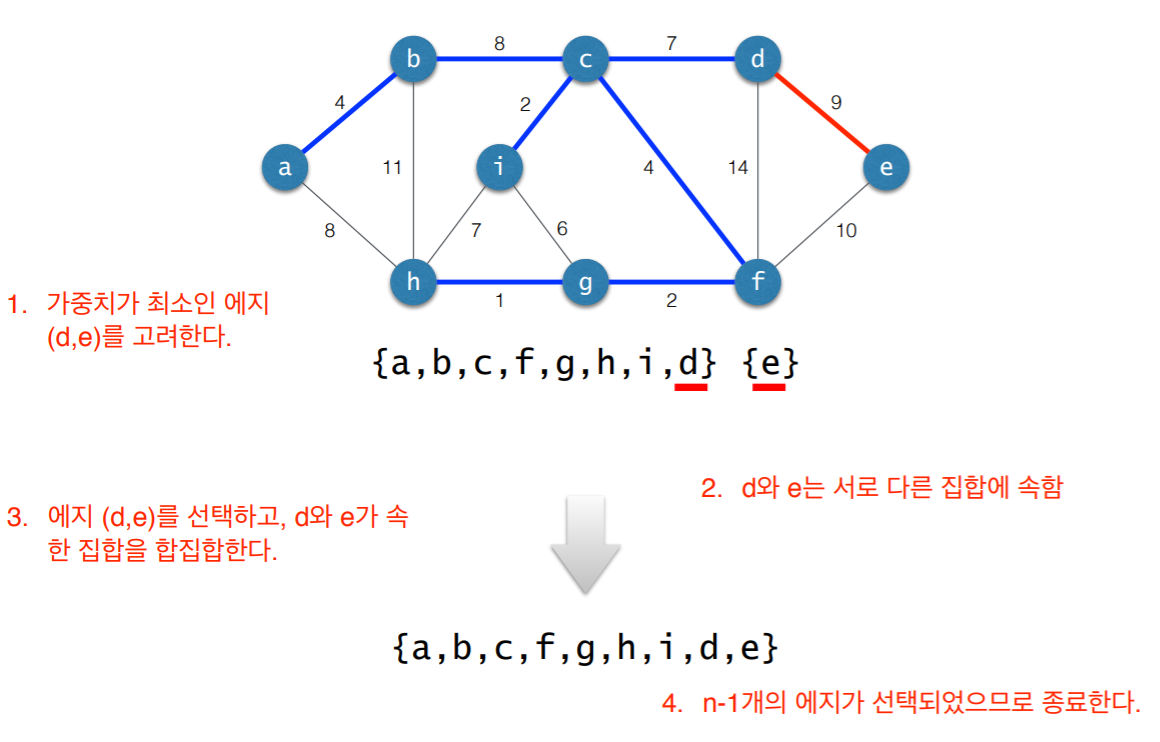 8
7
b
c
d
4
2
9
a
11
i
4
14
e
8
7
6
10
h
g
f
1
2
1. 가중치가 최소인 에지
(d,e)를 고려한다.
{a,b,c,f,g,h,i,d} {e}
2. d와 e는 서로 다른 집합에 속함
3. 에지 (d,e)를 선택하고, d와 e가 속
한 집합을 합집합한다.
{a,b,c,f,g,h,i,d,e}
4. n-1개의 에지가 선택되었으므로 종료한다.